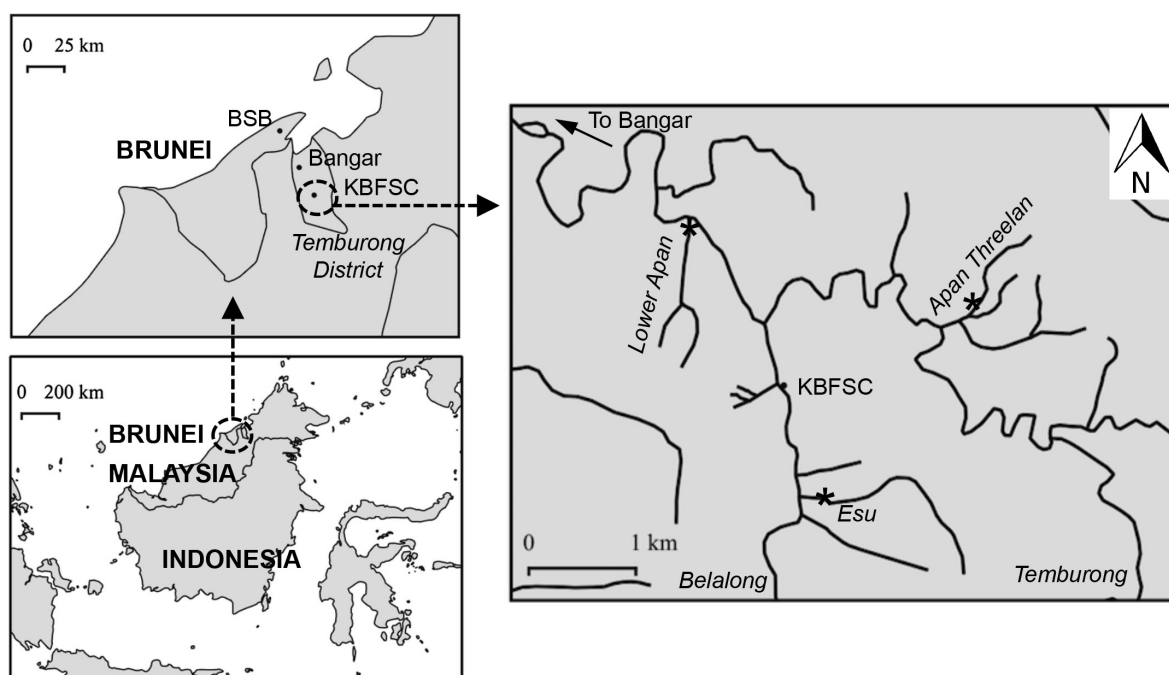 0 25 km
BSB
BRUNEI
Bangar
KBFSC
Temburong
District
0 200 km
BRUNEI
MALAYSIA
INDONESIA
To Bangar
N
Lower Apan
Apan Threelan
KBFSC
Esu
0 1 km
Belalong
Temburong